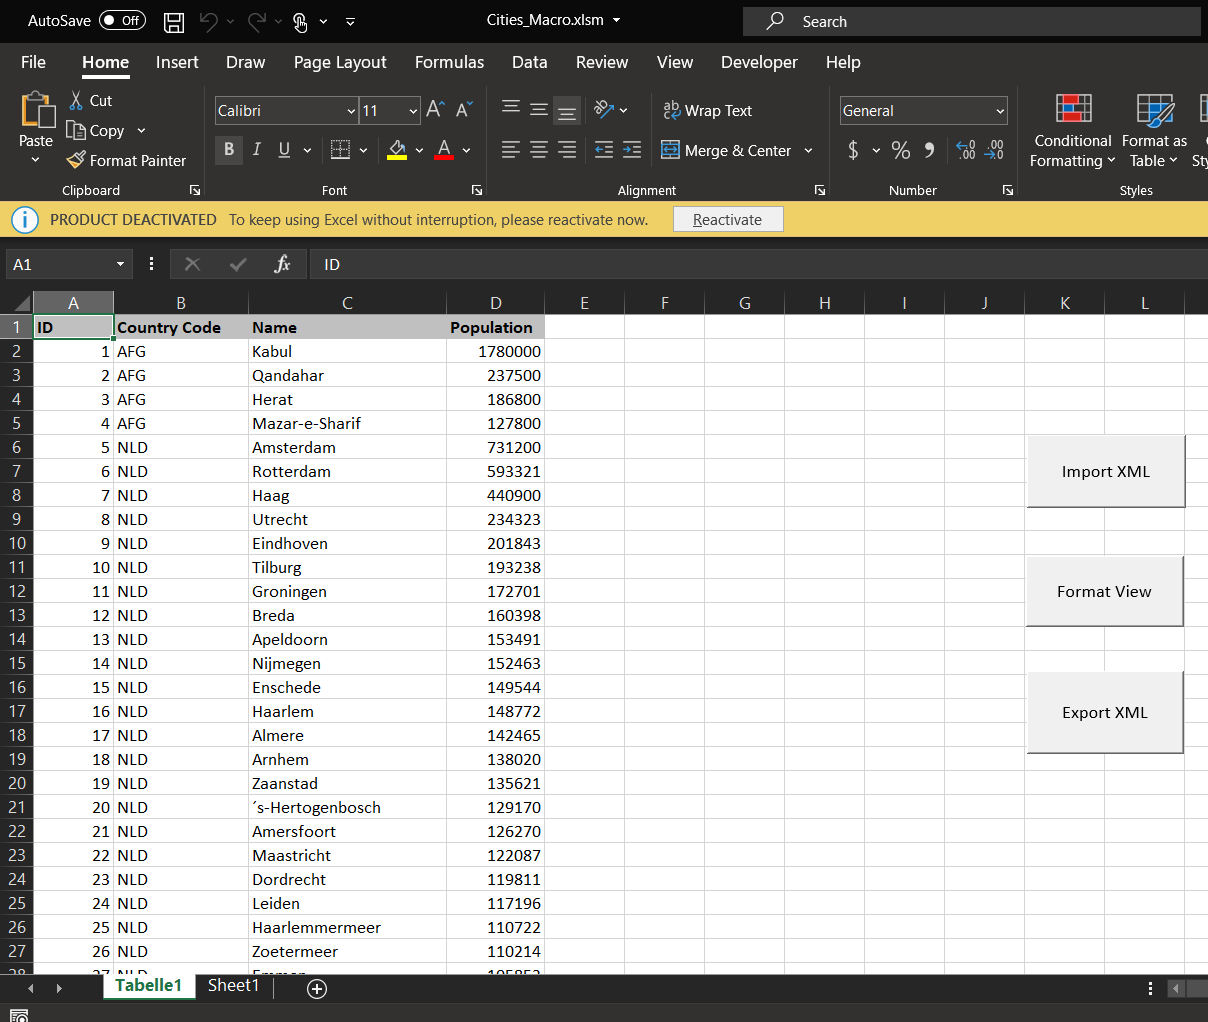 AutoSave Off Cities_Macro.xlsm Search
File Home Insert Draw Page Layout Formulas Data Review View Developer Help
Paste Cut Copy Format Painter
Calibri 11
B I U A
Wrap Text
Merge & Center
General
$ % 9 .00 .00
Conditional Formatting Format as Table
Clipboard Font Alignment Number Styles
PRODUCT DEACTIVATED To keep using Excel without interruption, please reactivate now. Reactivate
A1 fx ID
A B C D E F G H I J K L
1 ID Country Code Name Population
2 1 AFG Kabul 1780000
3 2 AFG Qandahar 237500
4 3 AFG Herat 186800
5 4 AFG Mazar-e-Sharif 127800
6 5 NLD Amsterdam 731200
7 6 NLD Rotterdam 593321
8 7 NLD Haag 440900
9 8 NLD Utrecht 234323
10 9 NLD Eindhoven 201843
11 10 NLD Tilburg 193238
12 11 NLD Groningen 172701
13 12 NLD Breda 160398
14 13 NLD Apeldoorn 153491
15 14 NLD Nijmegen 152463
16 15 NLD Enschede 149544
17 16 NLD Haarlem 148772
18 17 NLD Almere 142465
19 18 NLD Arnhem 138020
20 19 NLD Zaanstad 135621
21 20 NLD ´s-Hertogenbosch 129170
22 21 NLD Amersfoort 126270
23 22 NLD Maastricht 122087
24 23 NLD Dordrecht 119811
25 24 NLD Leiden 117196
26 25 NLD Haarlemmermeer 110722
27 26 NLD Zoetermeer 110214
Import XML
Format View
Export XML
Tabelle1 Sheet1